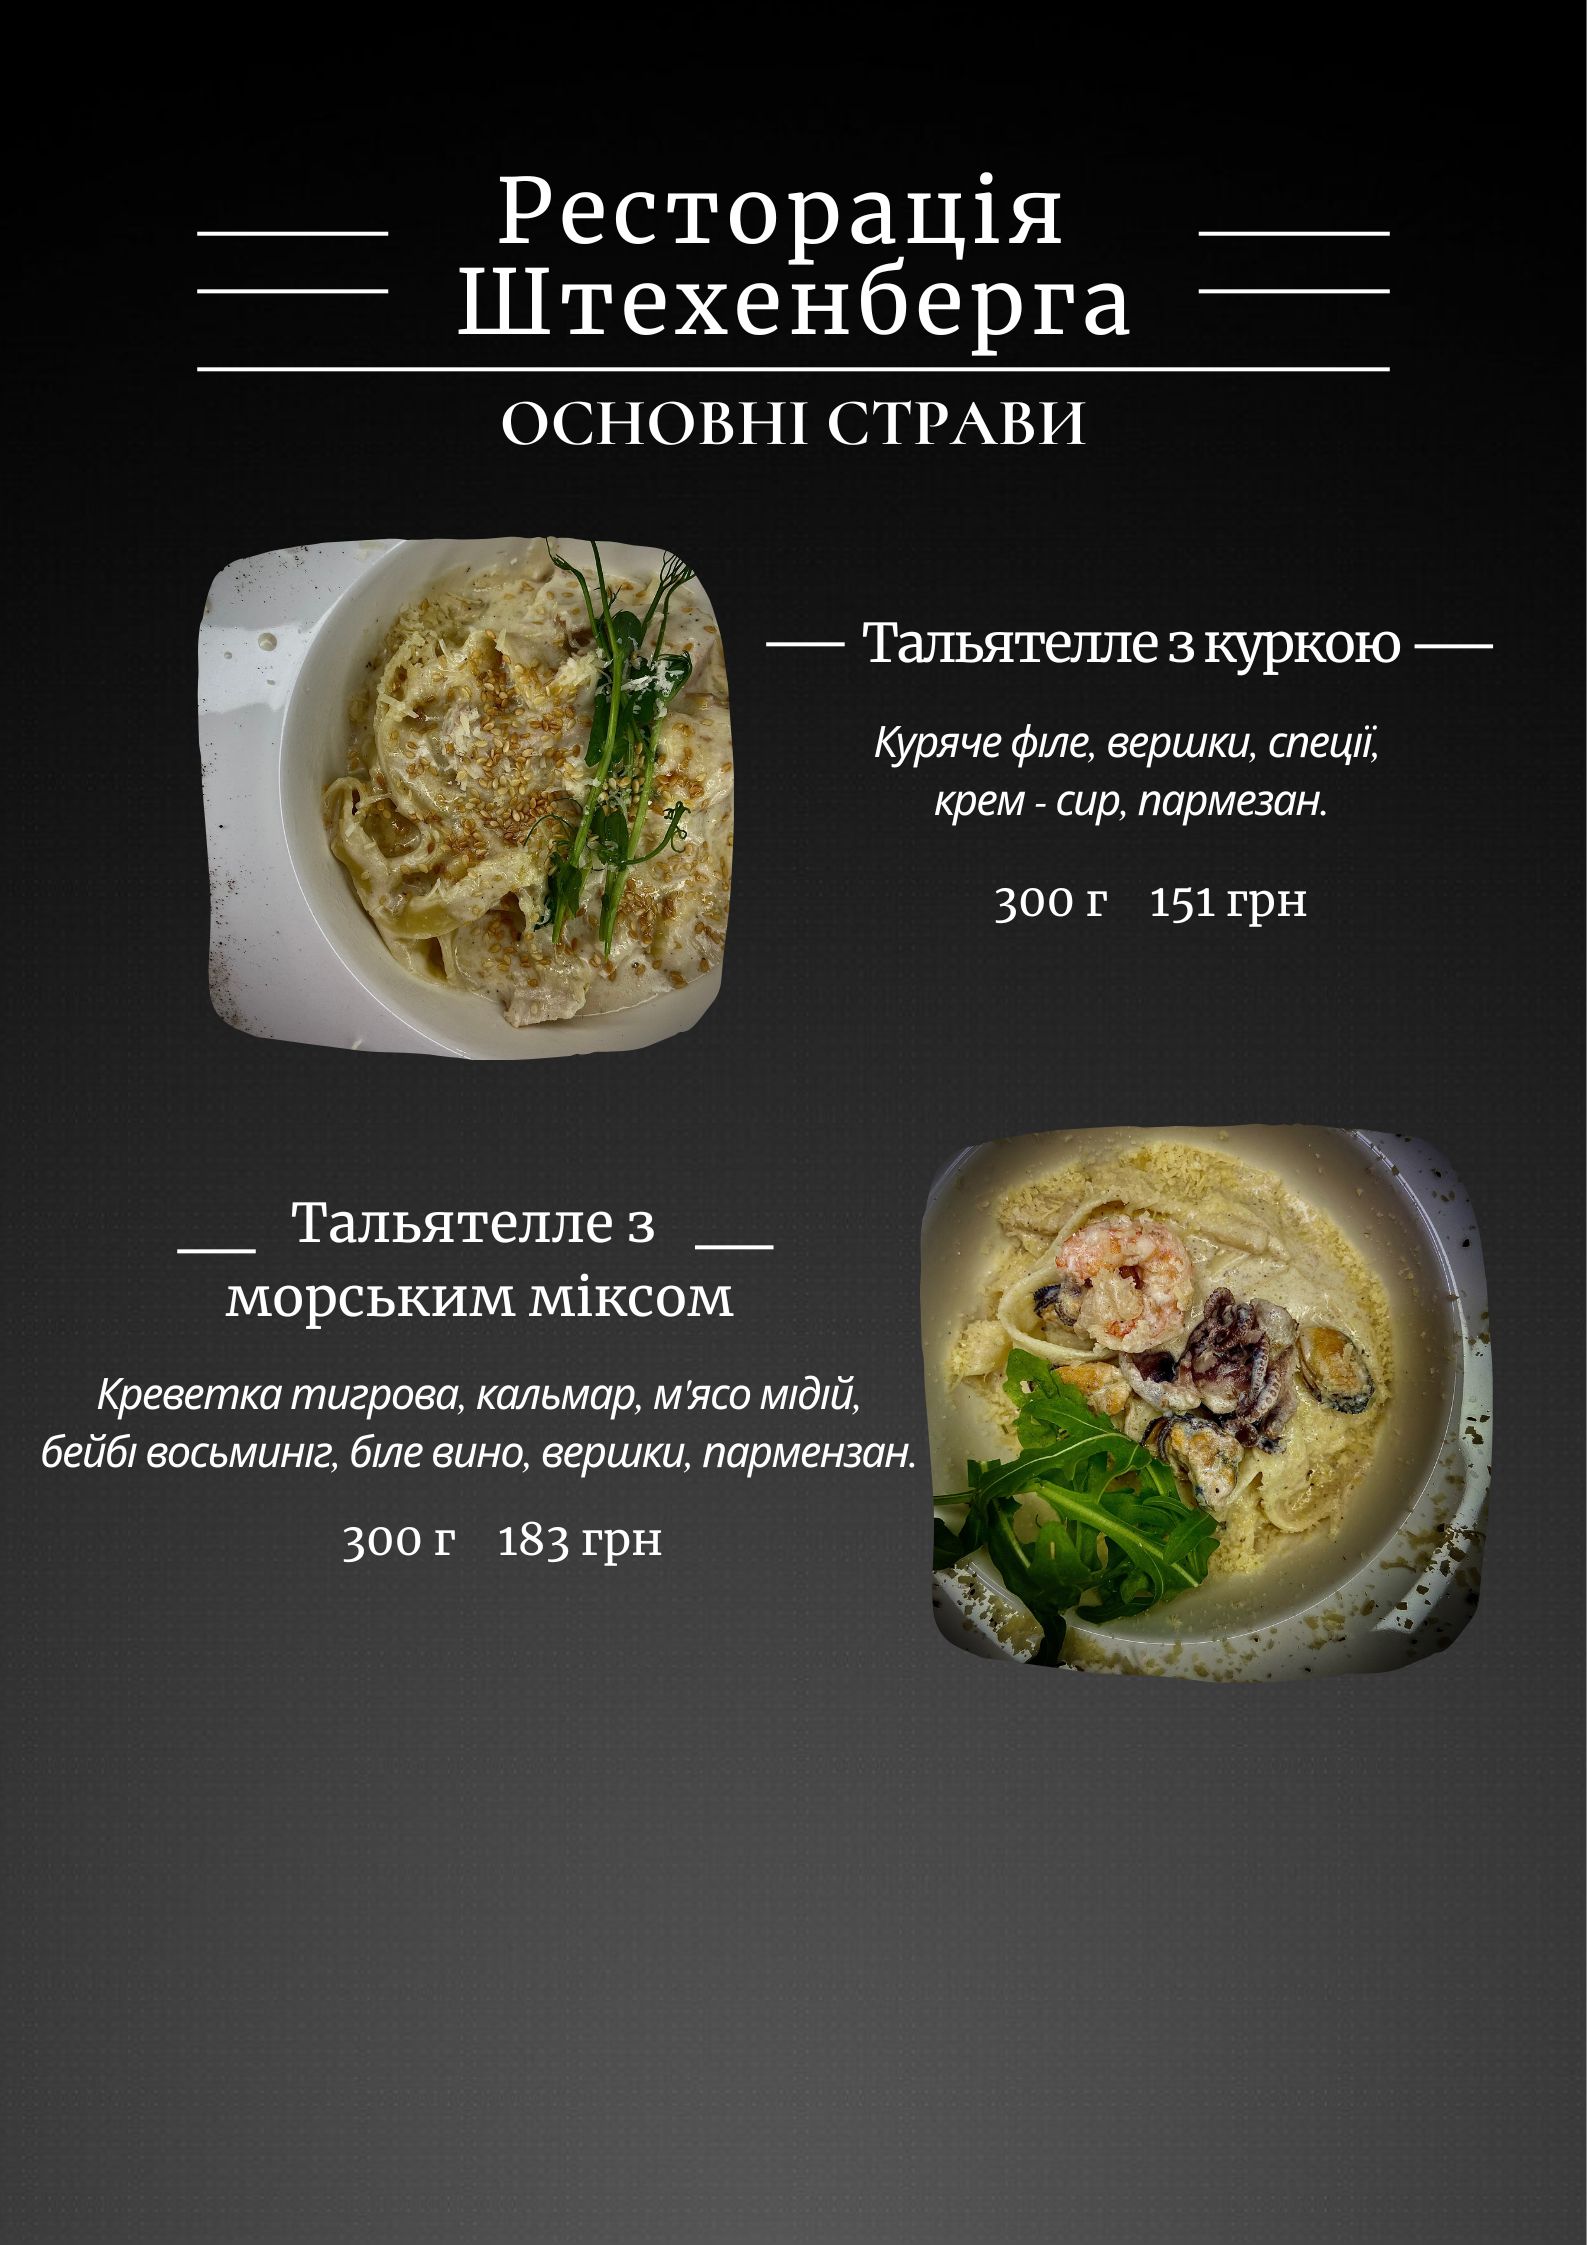 Ресторація
Штехенберга
ОСНОВНІ СТРАВИ
Тальятелле з куркою
Куряче філе, вершки, спеції,
крем - сир, пармезан.
300 г 151 грн
Тальятелле з
морським міксом
Креветка тигрова, кальмар, м'ясо мідій,
бейбі восьминіг, біле вино, вершки, пармензан.
300 г 183 грн